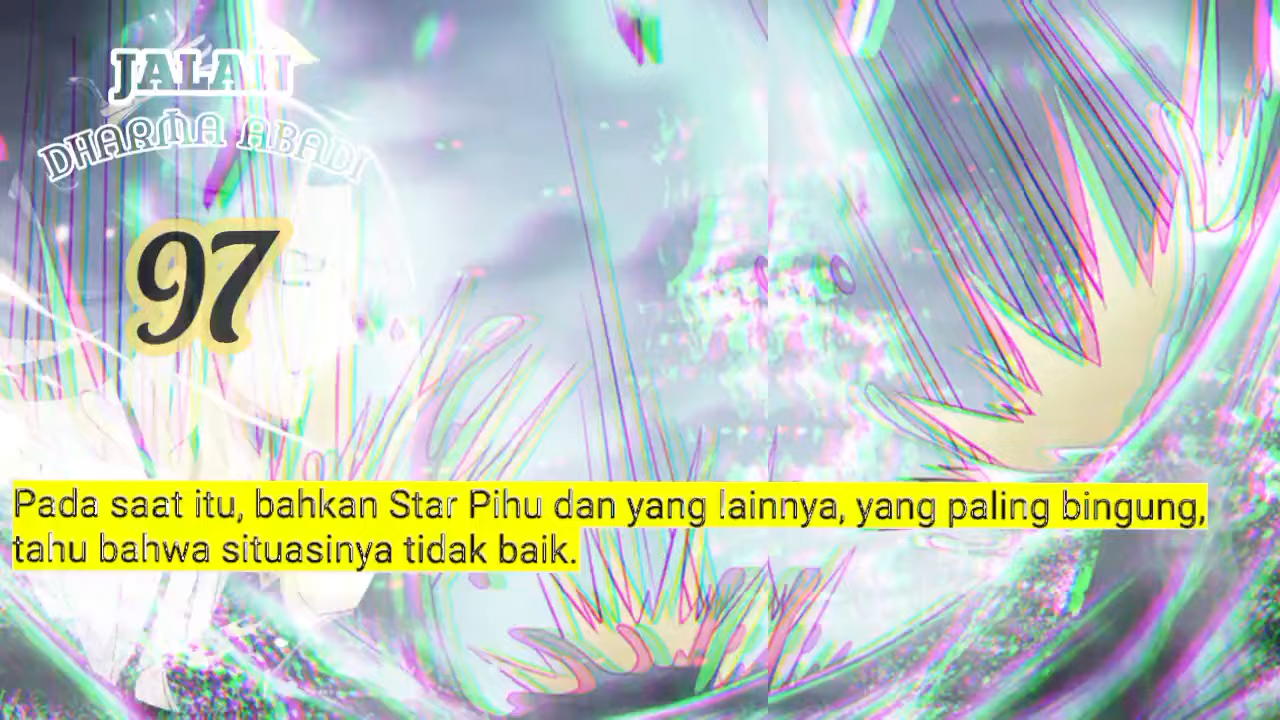 JALAN
DHARMA ABADI
97
Pada saat itu, bahkan Star Pihu dan yang lainnya, yang paling bingung,
tahu bahwa situasinya tidak baik.